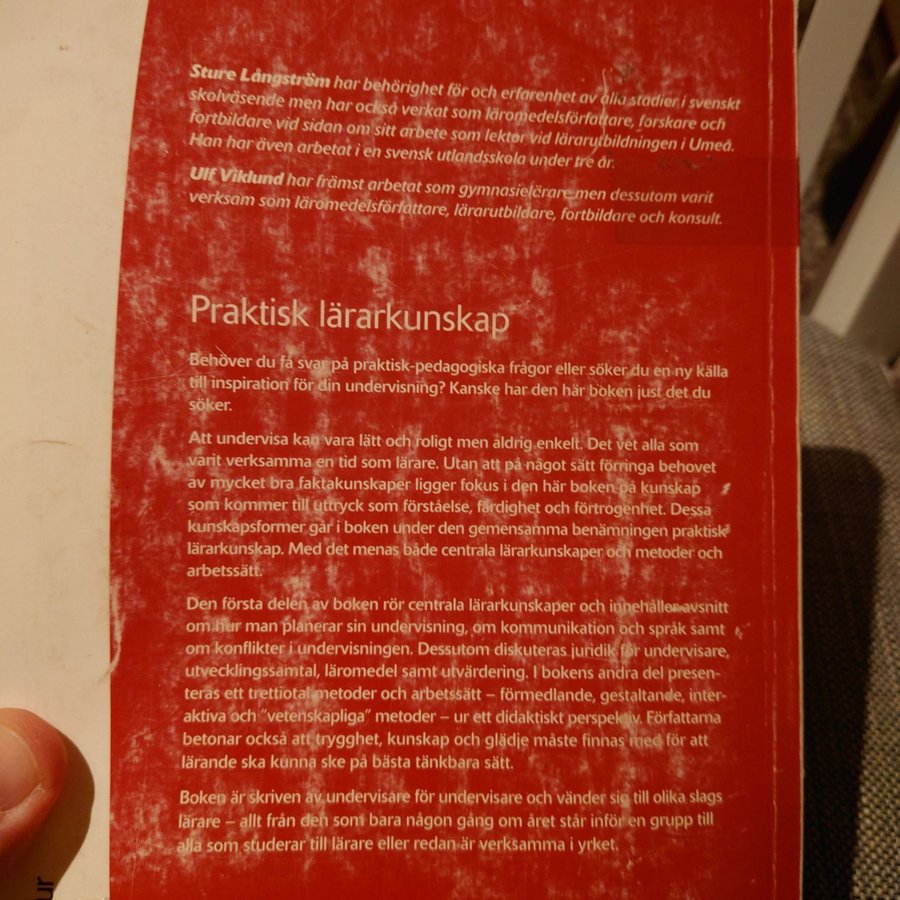 Sture Långström har behörighet för och erfarenhet av alla stadier i svenskt
skolväsende men har också verkat som läromedelsförfattare, forskare och
fortbildare vid sidan om sitt arbete som lektor vid lärarutbildningen i Umeå.
Han har även arbetat i en svensk utlandsskola under tre år.
Ulf Viklund har främst arbetat som gymnasielärare men dessutom varit
verksam som läromedelsförfattare, lärarutbildare, fortbildare och konsult.
Praktisk lärarkunskap
Behöver du få svar på praktisk-pedagogiska frågor eller söker du en ny källa
till inspiration för din undervisning? Kanske har den här boken just det du
söker.
Att undervisa kan vara lätt och roligt men aldrig enkelt. Det vet alla som
varit verksamma en tid som lärare. Utan att på något sätt förringa behovet
av mycket bra faktakunskaper ligger fokus i den här boken på kunskap
som kommer till uttryck som förståelse, färdighet och förtrogenhet. Dessa
kunskapsformer går i boken under den gemensamma benämningen praktisk
lärarkunskap. Med det menas både centrala lärarkunskaper och metoder och
arbetssätt.
Den första delen av boken rör centrala lärarkunskaper och innehåller avsnitt
om hur man planerar sin undervisning, om kommunikation och språk samt
om konflikter i undervisningen. Dessutom diskuteras juridik för undervisare,
utvecklingssamtal, läromedel samt utvärdering. I bokens andra del presen-
teras ett trettiotal metoder och arbetssätt – förmedlande, gestaltande, inter-
aktiva och "vetenskapliga" metoder – ur ett didaktiskt perspektiv. Författarna
betonar också att trygghet, kunskap och glädje måste finnas med för att
lärande ska kunna ske på bästa tänkbara sätt.
Boken är skriven av undervisare för undervisare och vänder sig till olika slags
lärare – allt från den som bara någon gång om året står inför en grupp till
alla som studerar till lärare eller redan är verksamma i yrket.